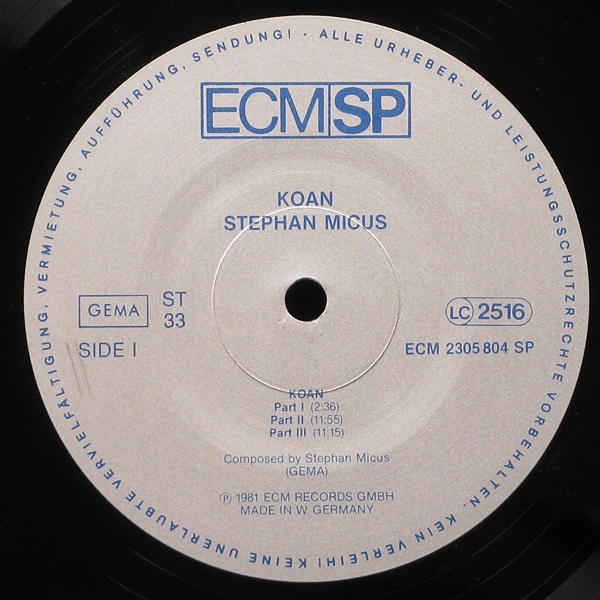 ALLE URHEBER- UND LEISTUNGSSCHUTZRECHTE VORBEHALTEN · KEIN VERLEIH! KEINE UNERLAUBTE VERVIELFÄLTIGUNG, VERMIETUNG, AUFFÜHRUNG, SENDUNG! ·
ECM SP
KOAN
STEPHAN MICUS
GEMA
ST
33
LC 2516
SIDE I
ECM 2305 804 SP
KOAN
Part I (2:36)
Part II (11:55)
Part III (11:15)
Composed by Stephan Micus
(GEMA)
℗ 1981 ECM RECORDS GMBH
MADE IN W. GERMANY